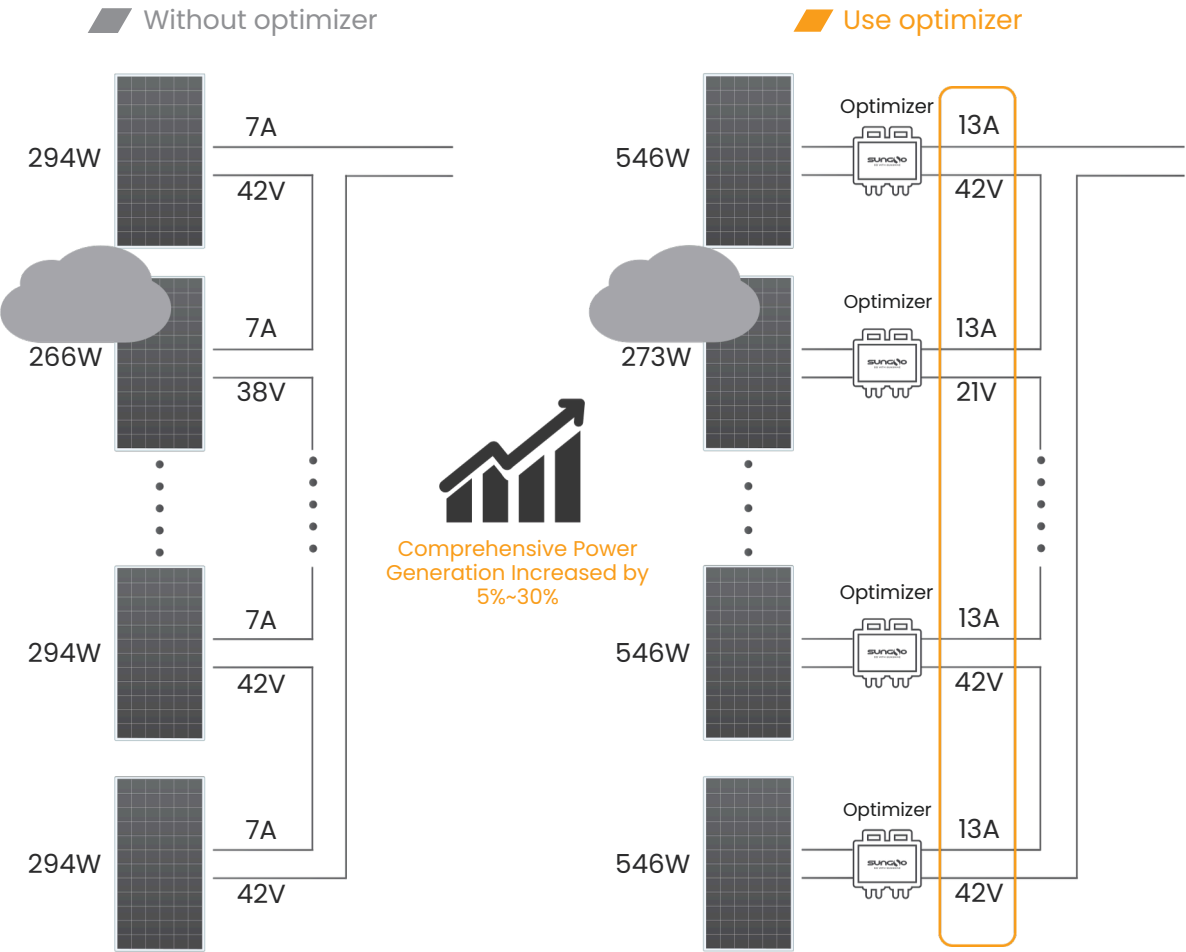 Without optimizer
294W
7A
42V
266W
7A
38V
294W
7A
42V
294W
7A
42V
Comprehensive Power
Generation Increased by
5%~30%
Use optimizer
546W
Optimizer
13A
42V
273W
Optimizer
13A
21V
546W
Optimizer
13A
42V
546W
Optimizer
13A
42V